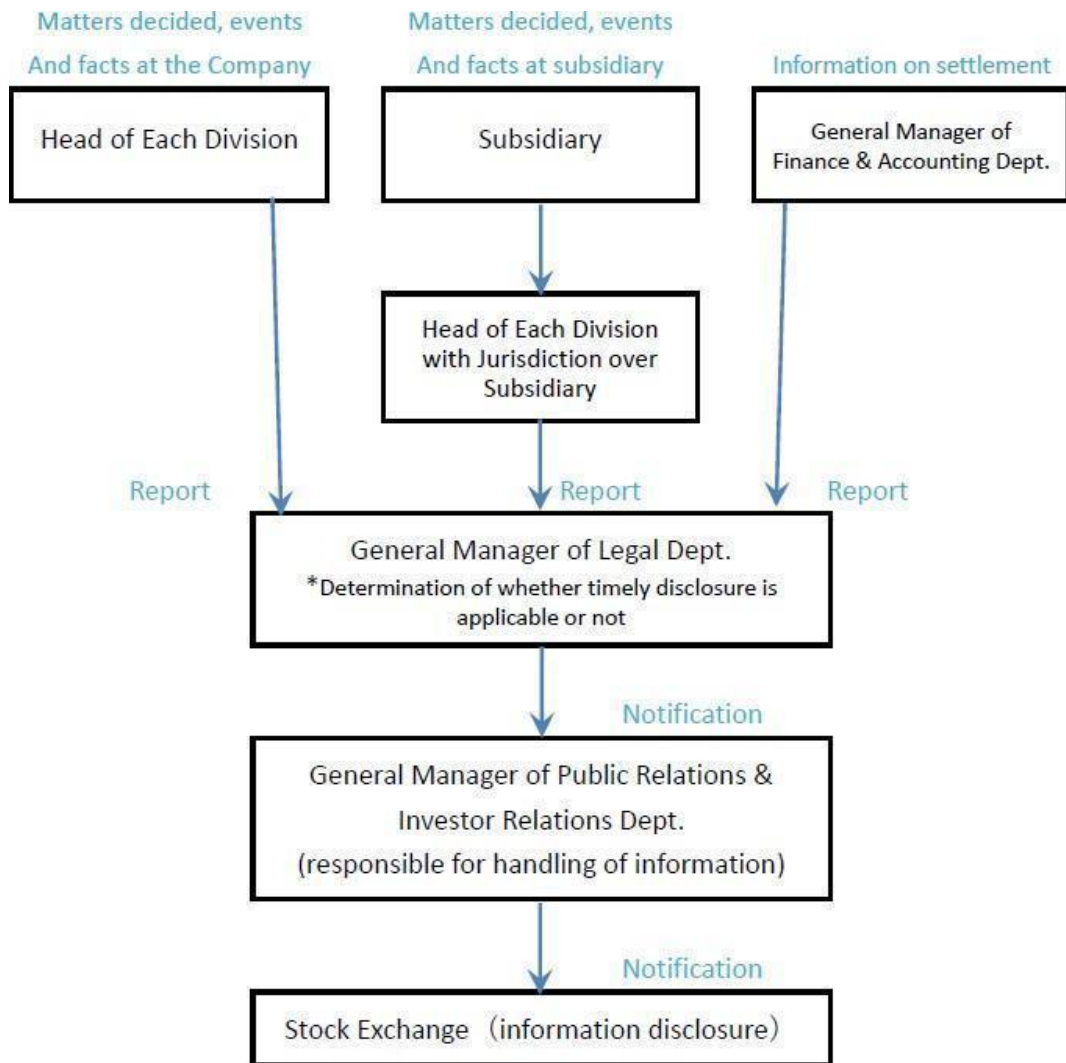 Matters decided, events
And facts at the Company
Matters decided, events
And facts at subsidiary
Information on settlement
Head of Each Division
Subsidiary
General Manager of
Finance & Accounting Dept.
Head of Each Division
with Jurisdiction over
Subsidiary
Report
Report
Report
General Manager of Legal Dept.
*Determination of whether timely disclosure is
applicable or not
Notification
General Manager of Public Relations &
Investor Relations Dept.
(responsible for handling of information)
Notification
Stock Exchange（information disclosure）